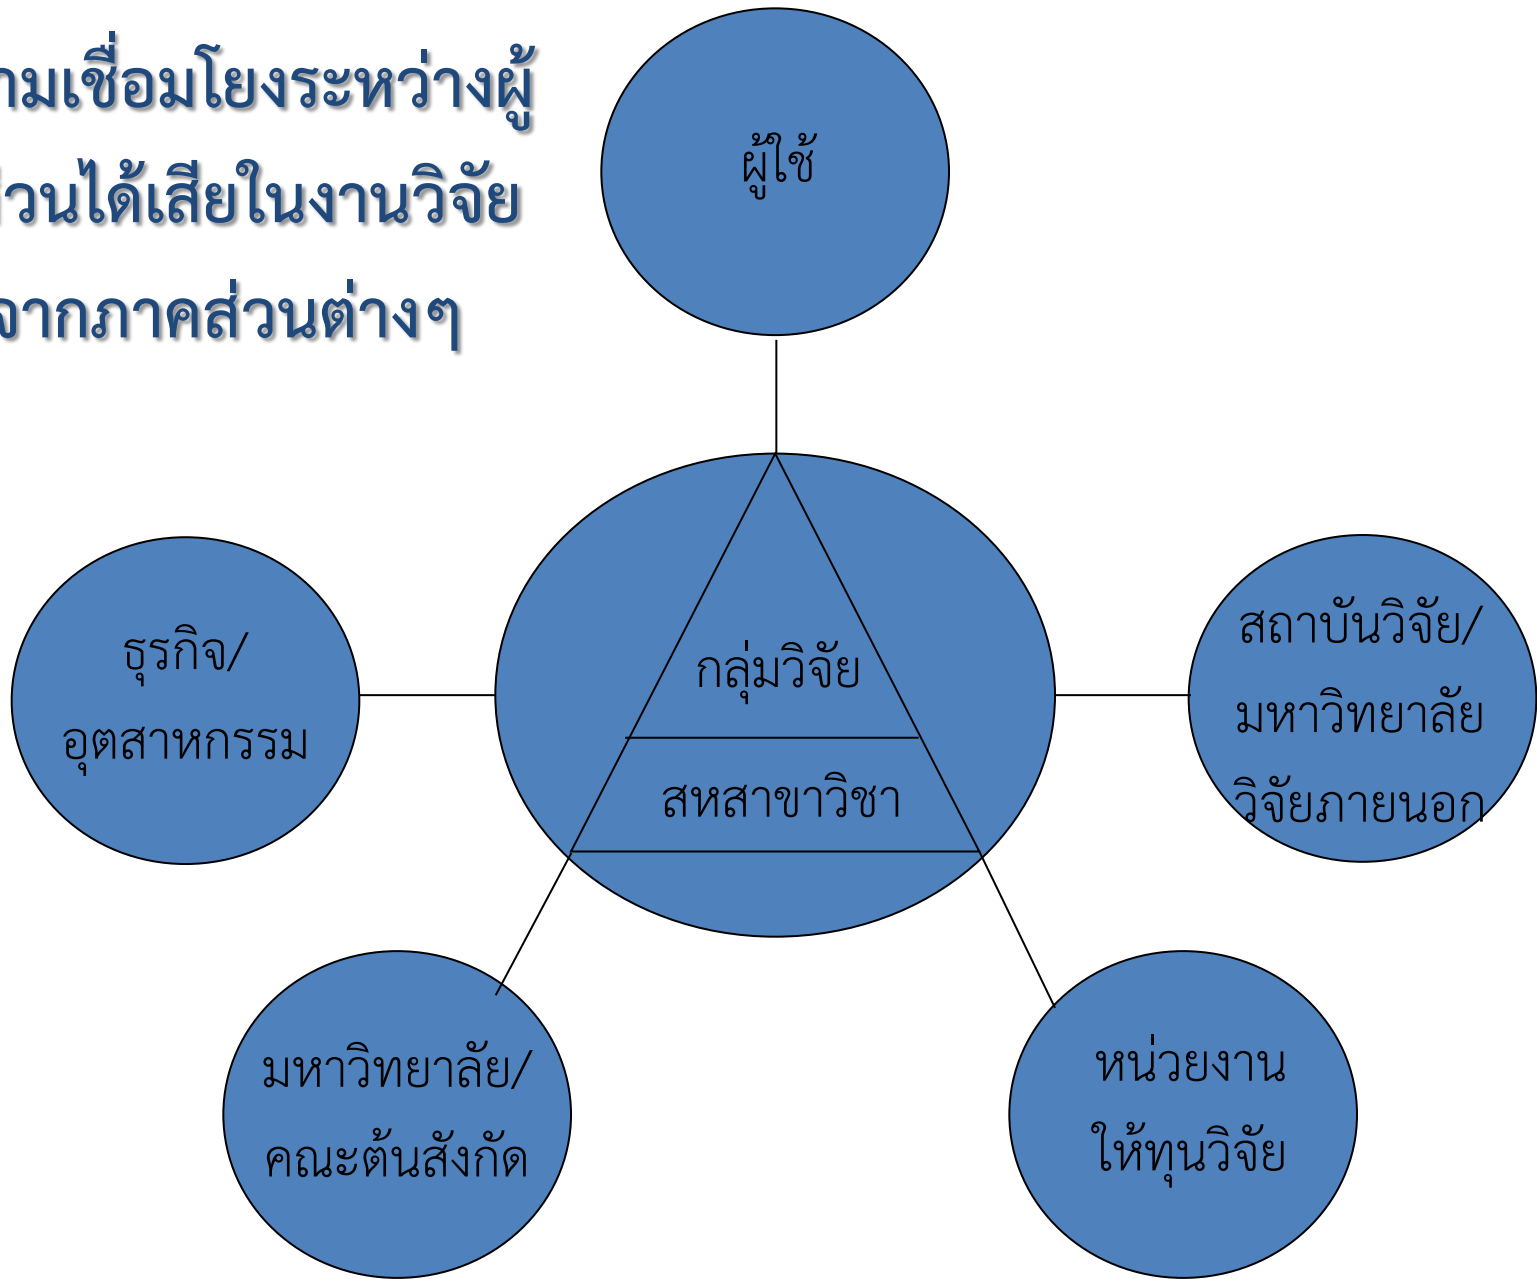 ามเชื่อมโยงระหว่างผู้
่วนได้เสียในงานวิจัย
จากภาคส่วนต่างๆ
ผู้ใช้
ธุรกิจ/
อุตสาหกรรม
กลุ่มวิจัย
สหสาขาวิชา
สถาบันวิจัย/
มหาวิทยาลัย
วิจัยภายนอก
มหาวิทยาลัย/
คณะต้นสังกัด
หน่วยงาน
ให้ทุนวิจัย